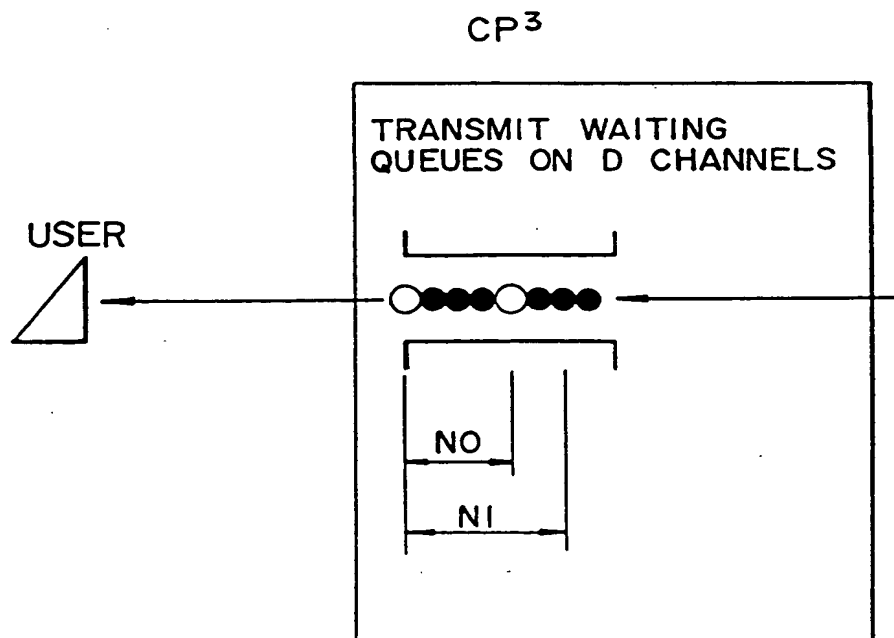 CP³
TRANSMIT WAITING
QUEUES ON D CHANNELS
USER
NO
NI